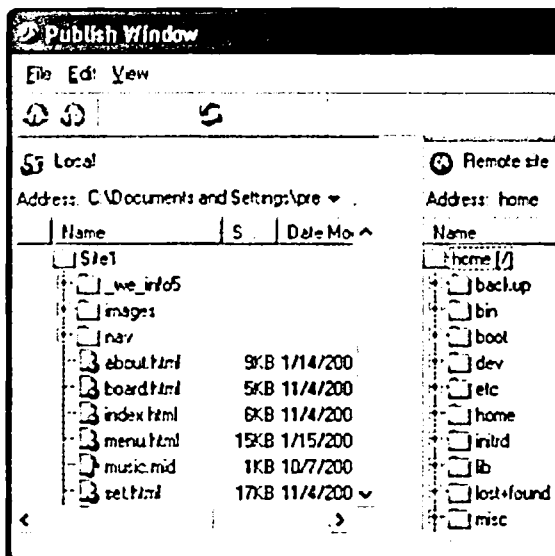 Publish Window
File Edit View
Local
Address: C:\Documents and Settings\pre
Name S Date Mo
Site1
_we_info5
images
nav
about.html 9KB 1/14/200
board.html 5KB 11/4/200
index.html 6KB 11/4/200
menu.html 15KB 1/15/200
music.mid 1KB 10/7/200
set.html 17KB 11/4/200
Remote site
Address: home
Name
home [/]
backup
bin
boot
dev
etc
home
initrd
lib
lost+found
misc